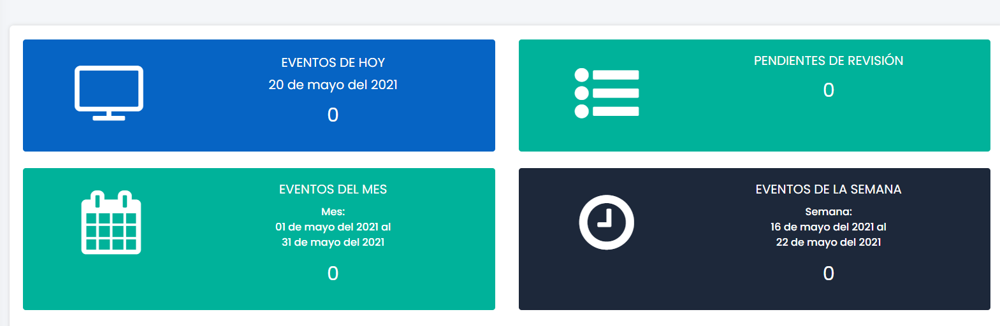 EVENTOS DE HOY
20 de mayo del 2021
0
PENDIENTES DE REVISIÓN
0
EVENTOS DEL MES
Mes:
01 de mayo del 2021 al
31 de mayo del 2021
0
EVENTOS DE LA SEMANA
Semana:
16 de mayo del 2021 al
22 de mayo del 2021
0